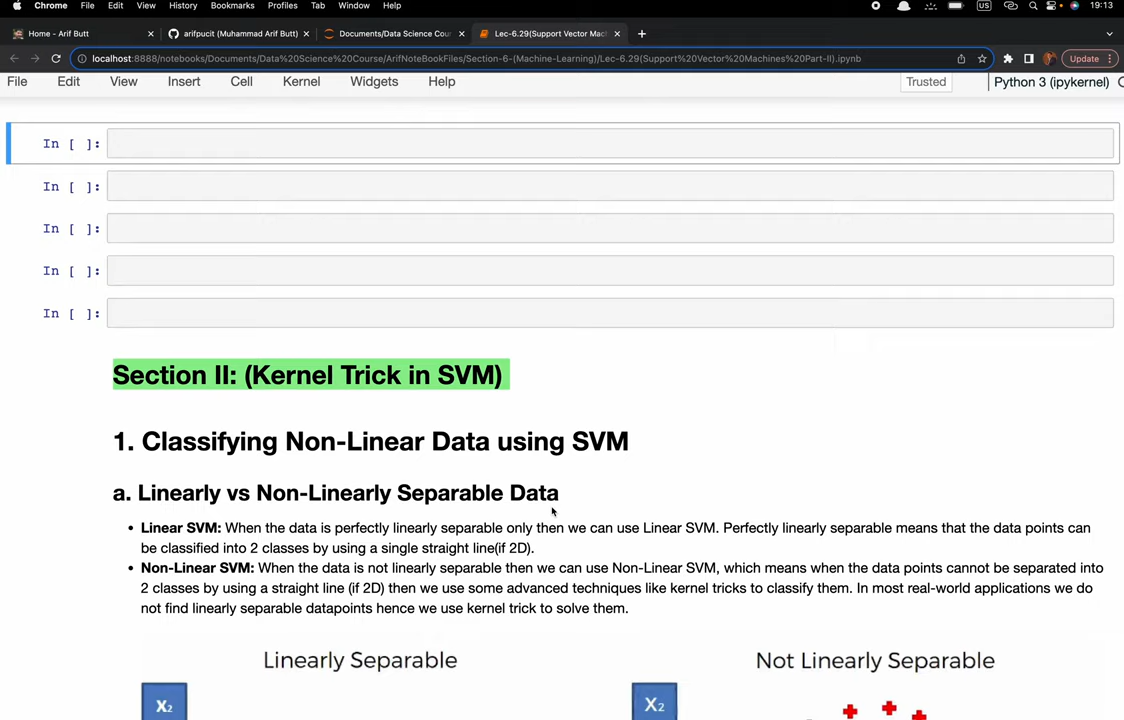 Chrome File Edit View History Bookmarks Profiles Tab Window Help US 19:13
Home - Arif Butt
arifpucit (Muhammad Arif Butt)
Documents/Data Science Cou
Lec-6.29(Support Vector Mac
localhost:8888/notebooks/Documents/Data%20Science%20Course/ArifNoteBookFiles/Section-6-(Machine-Learning)/Lec-6.29(Support%20Vector%20Machines%20Part-II).ipynb
Update
File Edit View Insert Cell Kernel Widgets Help
Trusted
Python 3 (ipykernel)
In [ ]:
In [ ]:
In [ ]:
In [ ]:
In [ ]:
Section II: (Kernel Trick in SVM)
1. Classifying Non-Linear Data using SVM
a. Linearly vs Non-Linearly Separable Data
• Linear SVM: When the data is perfectly linearly separable only then we can use Linear SVM. Perfectly linearly separable means that the data points can
be classified into 2 classes by using a single straight line(if 2D).
• Non-Linear SVM: When the data is not linearly separable then we can use Non-Linear SVM, which means when the data points cannot be separated into
2 classes by using a straight line (if 2D) then we use some advanced techniques like kernel tricks to classify them. In most real-world applications we do
not find linearly separable datapoints hence we use kernel trick to solve them.
Linearly Separable
Not Linearly Separable
X₂
X₂